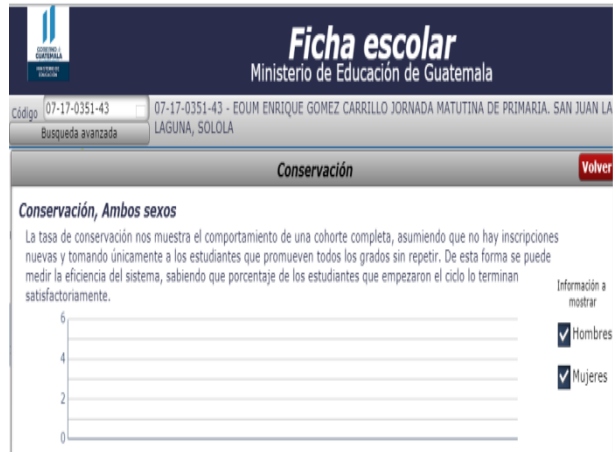 GOBIERNO DE
GUATEMALA
MINISTERIO DE
EDUCACIÓN
Ficha escolar
Ministerio de Educación de Guatemala
Código 07-17-0351-43
Busqueda avanzada
07-17-0351-43 - EOUM ENRIQUE GOMEZ CARRILLO JORNADA MATUTINA DE PRIMARIA. SAN JUAN LA
LAGUNA, SOLOLA
Conservación
Volver
Conservación, Ambos sexos
La tasa de conservación nos muestra el comportamiento de una cohorte completa, asumiendo que no hay inscripciones
nuevas y tomando únicamente a los estudiantes que promueven todos los grados sin repetir. De esta forma se puede
medir la eficiencia del sistema, sabiendo que porcentaje de los estudiantes que empezaron el ciclo lo terminan
satisfactoriamente.
Información a
mostrar
Hombres
Mujeres
6
4
2
0